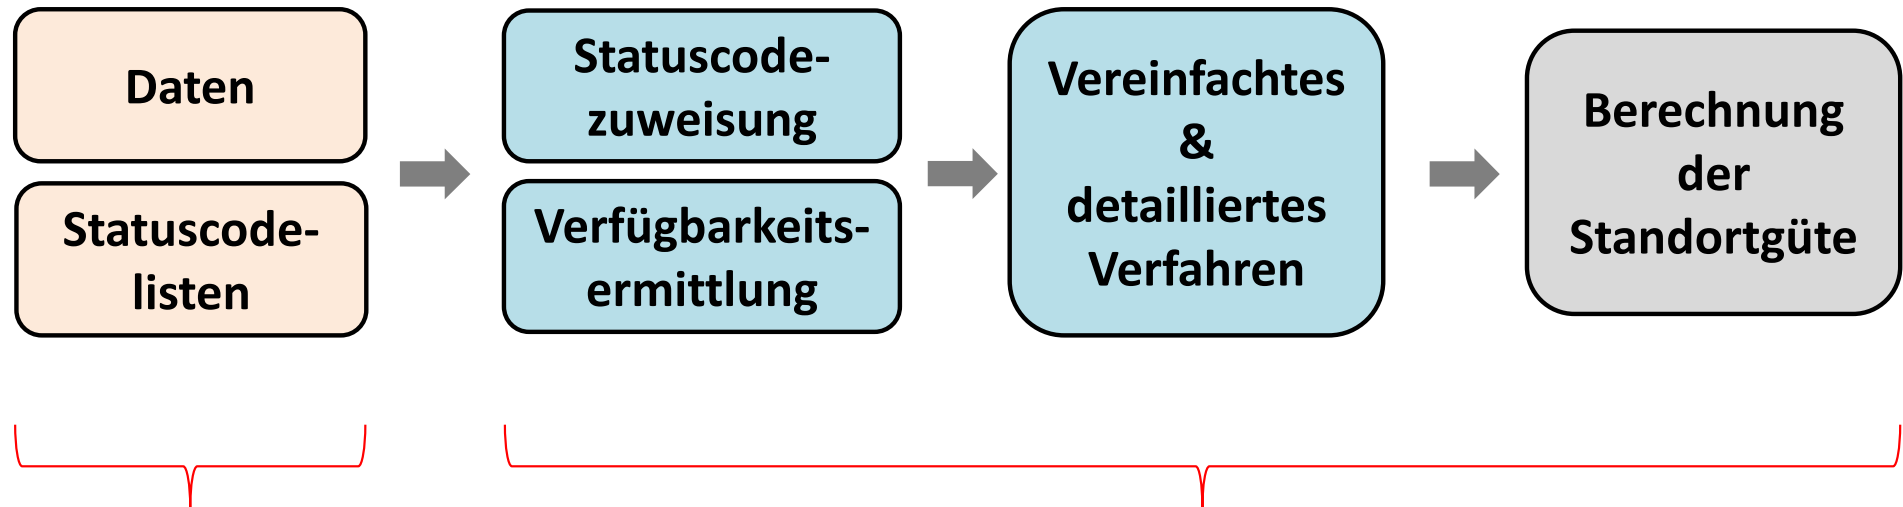 Daten
Statuscode-
listen
Statuscode-
zuweisung
Verfügbarkeits-
ermittlung
Vereinfachtes
&
detailliertes
Verfahren
Berechnung
der
Standortgüte